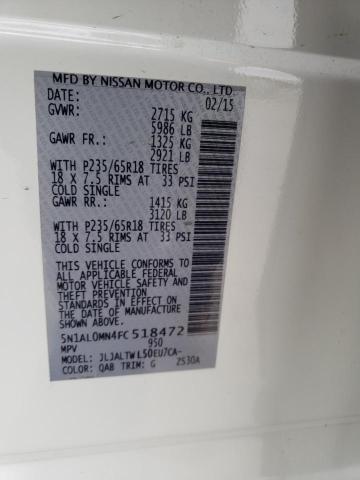 MFD BY NISSAN MOTOR CO., LTD.
DATE: 02/15
GVWR: 2715 KG
5986 LB
GAWR FR: 1325 KG
2921 LB
WITH P235/65R18 TIRES
18 X 7.5 RIMS AT 33 PSI
COLD SINGLE
GAWR RR: 1415 KG
3120 LB
WITH P235/65R18 TIRES
18 X 7.5 RIMS AT 33 PSI
COLD SINGLE
THIS VEHICLE CONFORMS TO
ALL APPLICABLE FEDERAL
MOTOR VEHICLE SAFETY
AND THEFT PREVENTION
STANDARDS IN EFFECT ON
THE DATE OF MANUFACTURE
SHOWN ABOVE.
5N1AL0MN4FC518472
MPV 950
MODEL: JLJALTWL50EU7CA-
COLOR: QAB TRIM: G 2S30A